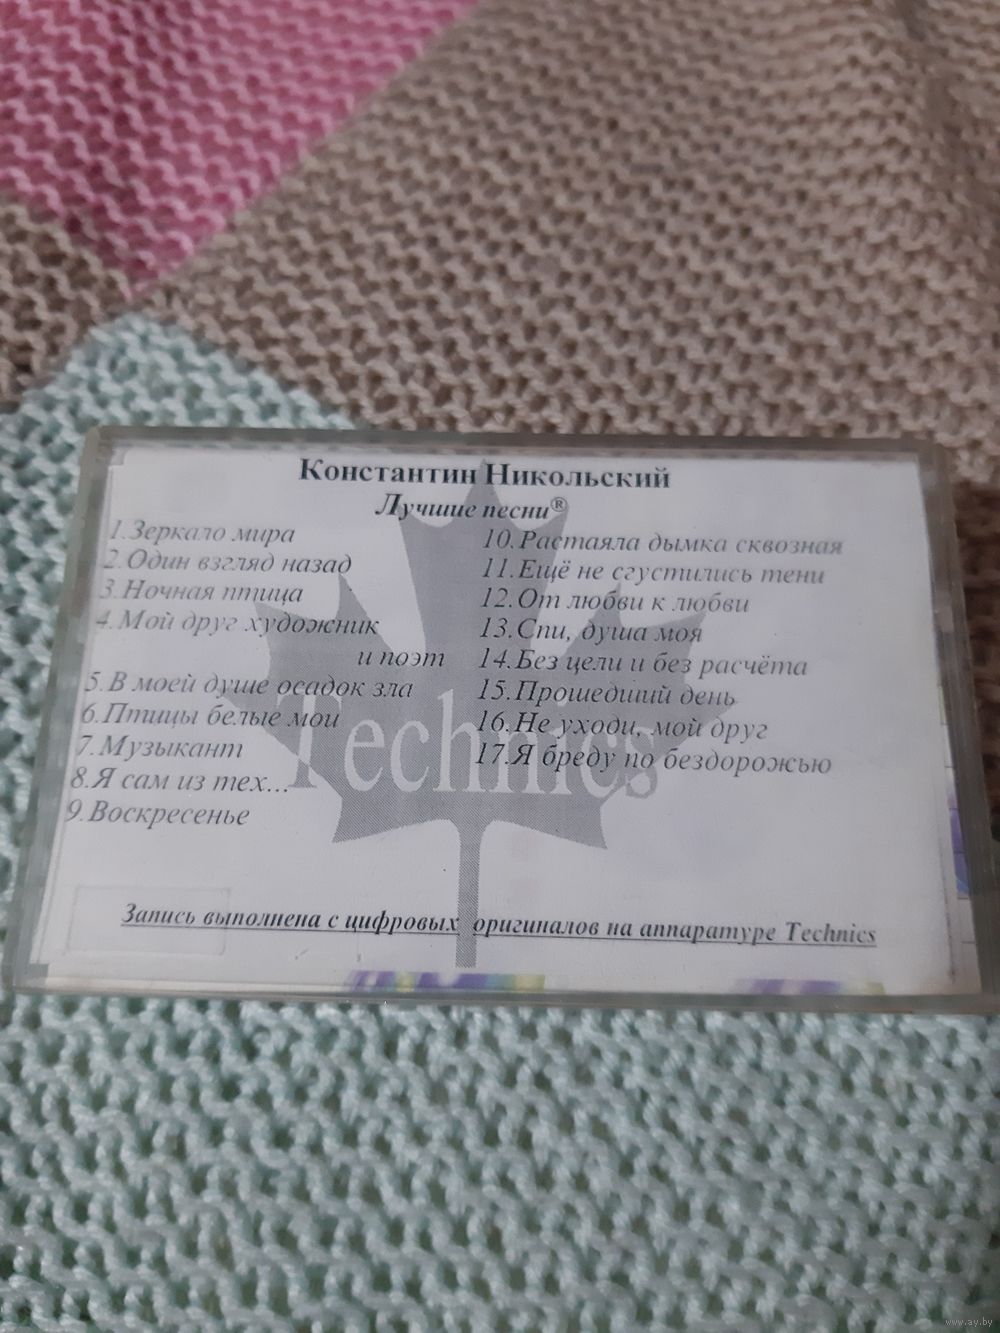 Константин Никольский
Лучшие песни®
1.Зеркало мира
2.Один взгляд назад
3.Ночная птица
4.Мой друг художник
и поэт
5.В моей душе осадок зла
6.Птицы белые мои
7.Музыкант
8.Я сам из тех...
9.Воскресенье
10.Растаяла дымка сквозная
11.Ещё не сгустились тени
12.От любви к любви
13.Спи, душа моя
14.Без цели и без расчёта
15.Прошедший день
16.Не уходи, мой друг
17.Я бреду по бездорожью
Technics
Запись выполнена с цифровых оригиналов на аппаратуре Technics
www.ay.by